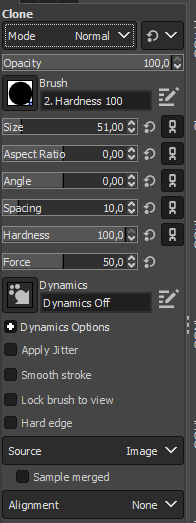 Clone
Mode Normal
Opacity 100,0
Brush
2. Hardness 100
Size 51,00
Aspect Ratio 0,00
Angle 0,00
Spacing 10,0
Hardness 100,0
Force 50,0
Dynamics
Dynamics Off
Dynamics Options
Apply Jitter
Smooth stroke
Lock brush to view
Hard edge
Source Image
Sample merged
Alignment None